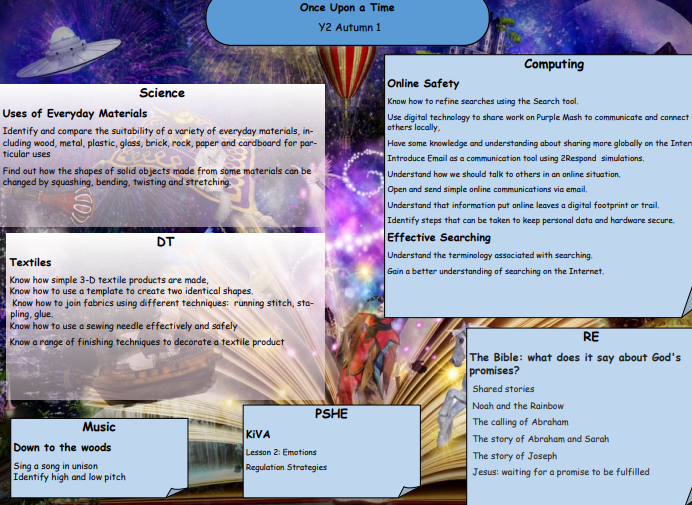 Once Upon a Time
Y2 Autumn 1
Science
Uses of Everyday Materials
Identify and compare the suitability of a variety of everyday materials, in-
cluding wood, metal, plastic, glass, brick, rock, paper and cardboard for par-
ticular uses
Find out how the shapes of solid objects made from some materials can be
changed by squashing, bending, twisting and stretching.
DT
Textiles
Know how simple 3-D textile products are made,
Know how to use a template to create two identical shapes.
Know how to join fabrics using different techniques: running stitch, sta-
pling, glue.
Know how to use a sewing needle effectively and safely
Know a range of finishing techniques to decorate a textile product
Music
Down to the woods
Sing a song in unison
Identify high and low pitch
PSHE
KiVA
Lesson 2: Emotions
Regulation Strategies
Computing
Online Safety
Know how to refine searches using the Search tool.
Use digital technology to share work on Purple Mash to communicate and connect
others locally,
Have some knowledge and understanding about sharing more globally on the
Introduce Email as a communication tool using 2Respond simulations.
Understand how we should talk to others in an online situation.
Open and send simple online communications via email.
Understand that information put online leaves a digital footprint or trail.
Identify steps that can be taken to keep personal data and hardware secure.
Effective Searching
Understand the terminology associated with searching.
Gain a better understanding of searching on the Internet.
RE
The Bible: what does it say about God's
promises?
Shared stories
Noah and the Rainbow
The calling of Abraham
The story of Abraham and Sarah
The story of Joseph
Jesus: waiting for a promise to be fulfilled